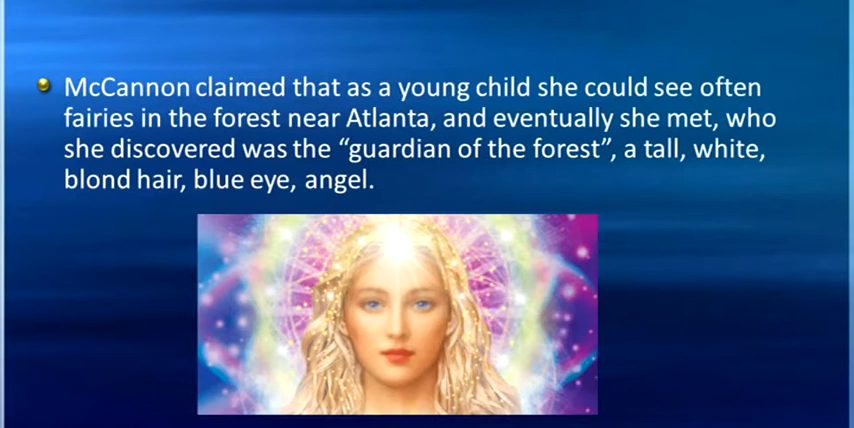 McCannon claimed that as a young child she could see often
fairies in the forest near Atlanta, and eventually she met, who
she discovered was the “guardian of the forest”, a tall, white,
blond hair, blue eye, angel.